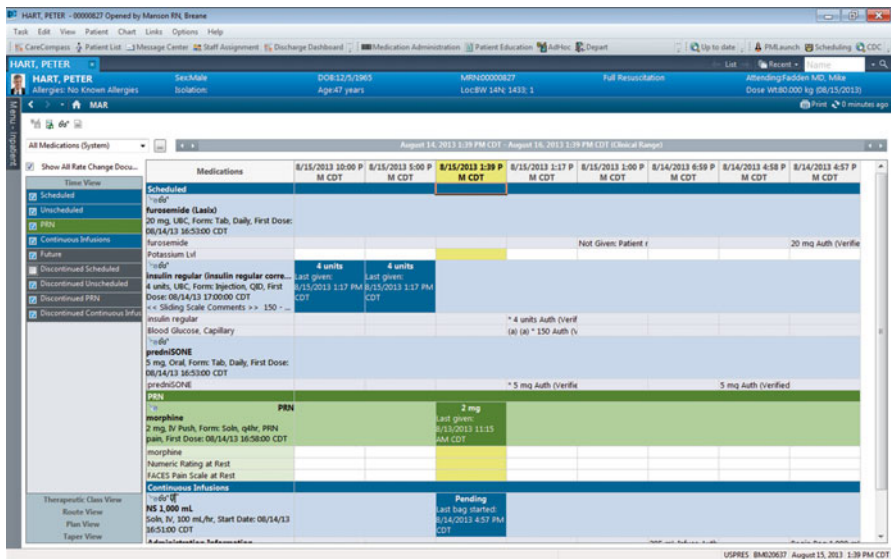 HART, PETER - 00000827 Opened by Manson RN, Breane
Task Edit View Patient Chart Links Options Help
CareCompass Patient List Message Center Staff Assignment Discharge Dashboard Medication Administration Patient Education AdHoc Depart Up to date PMLaunch Scheduling CDC
HART, PETER List Recent Name
HART, PETER Sex:Male DOB:12/5/1965 MRN:00000827 Full Resuscitation Attending:Fadden MD, Mike
Allergies: No Known Allergies Isolation: Age:47 years Loc:BW 14N; 1433; 1 Dose Wt:80.000 kg (08/15/2013)
Menu - Inpatient
MAR Print 0 minutes ago
All Medications (System) August 14, 2013 1:39 PM CDT - August 16, 2013 1:39 PM CDT (Clinical Range)
Show All Rate Change Docu...
Time View
Scheduled
Unscheduled
PRN
Continuous Infusions
Future
Discontinued Scheduled
Discontinued Unscheduled
Discontinued PRN
Discontinued Continuous Infus
Therapeutic Class View
Route View
Plan View
Taper View
Medications 8/15/2013 10:00 P M CDT 8/15/2013 5:00 P M CDT 8/15/2013 1:39 P M CDT 8/15/2013 1:17 P M CDT 8/15/2013 1:00 P M CDT 8/14/2013 6:59 P M CDT 8/14/2013 4:58 P M CDT 8/14/2013 4:57 P M CDT
Scheduled
furosemide (Lasix)
20 mg, UBC, Form: Tab, Daily, First Dose:
08/14/13 16:53:00 CDT
furosemide Not Given: Patient r 20 mg Auth (Verifie
Potassium Lvl
4 units 4 units
insulin regular (insulin regular corre... Last given: Last given:
4 units, UBC, Form: Injection, QID, First 8/15/2013 1:17 PM 8/15/2013 1:17 PM
Dose: 08/14/13 17:00:00 CDT CDT CDT
<< Sliding Scale Comments >> 150 - ...
insulin regular * 4 units Auth (Verif
Blood Glucose, Capillary (a) (a) * 150 Auth (V
predniSONE
5 mg, Oral, Form: Tab, Daily, First Dose:
08/14/13 16:53:00 CDT
predniSONE * 5 mg Auth (Verifie 5 mg Auth (Verified
PRN
PRN 2 mg
morphine Last given:
2 mg, IV Push, Form: Soln, q4hr, PRN 8/13/2013 11:15
pain, First Dose: 08/14/13 16:58:00 CDT AM CDT
morphine
Numeric Rating at Rest
FACES Pain Scale at Rest
Continuous Infusions
Pending
NS 1,000 mL Last bag started:
Soln, IV, 100 mL/hr, Start Date: 08/14/13 8/14/2013 4:57 PM
16:51:00 CDT CDT
Administration Information
USPRES BM020637 August 15, 2013 1:39 PM CDT